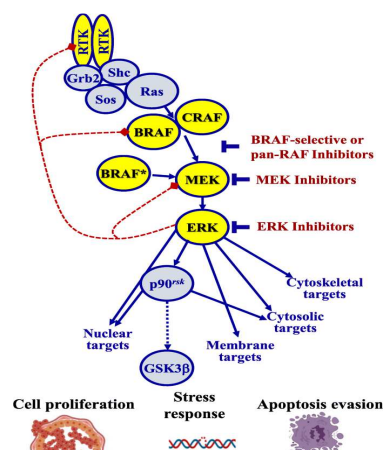 RTK
RTK
Grb2
Shc
Sos
Ras
BRAF
CRAF
BRAF-selective or
pan-RAF Inhibitors
BRAF*
MEK
MEK Inhibitors
ERK
ERK Inhibitors
p90rsk
Cytoskeletal
targets
Cytosolic
targets
Nuclear
targets
Membrane
targets
GSK3β
Cell proliferation
Stress
response
Apoptosis evasion